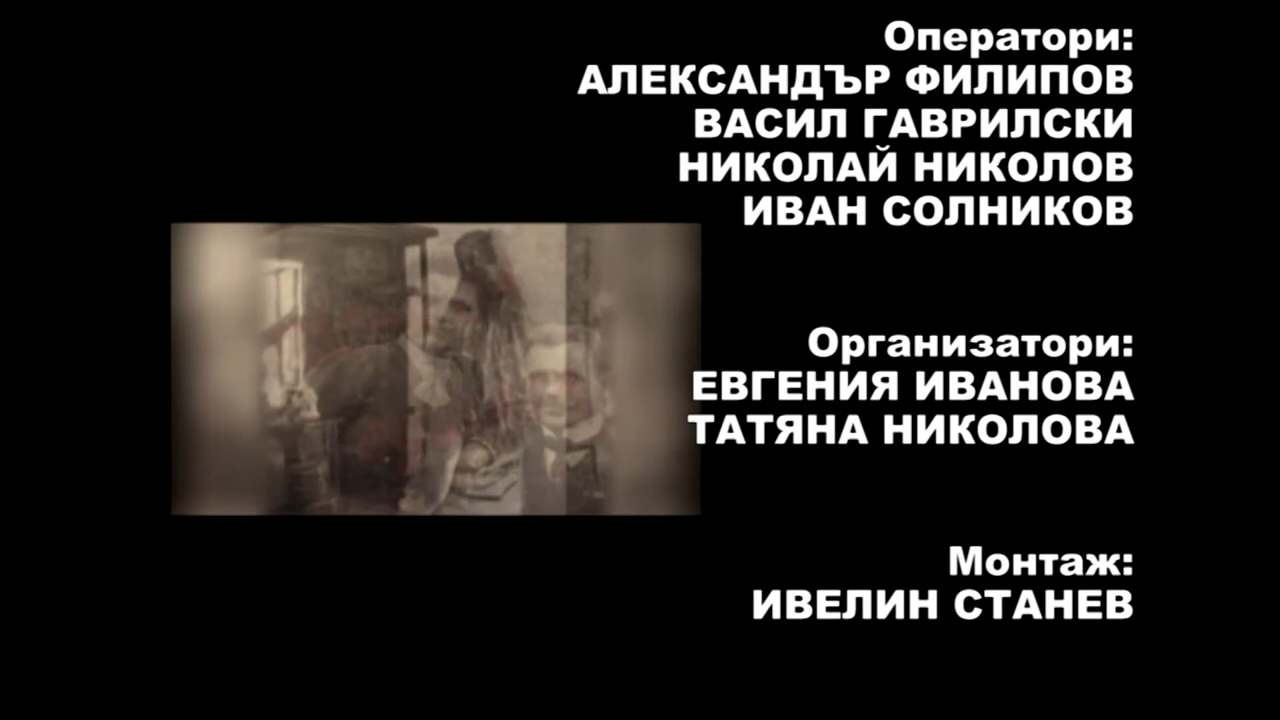 Оператори:
АЛЕКСАНДЪР ФИЛИПОВ
ВАСИЛ ГАВРИЛСКИ
НИКОЛАЙ НИКОЛОВ
ИВАН СОЛНИКОВ
Организатори:
ЕВГЕНИЯ ИВАНОВА
ТАТЯНА НИКОЛОВА
Монтаж:
ИВЕЛИН СТАНЕВ